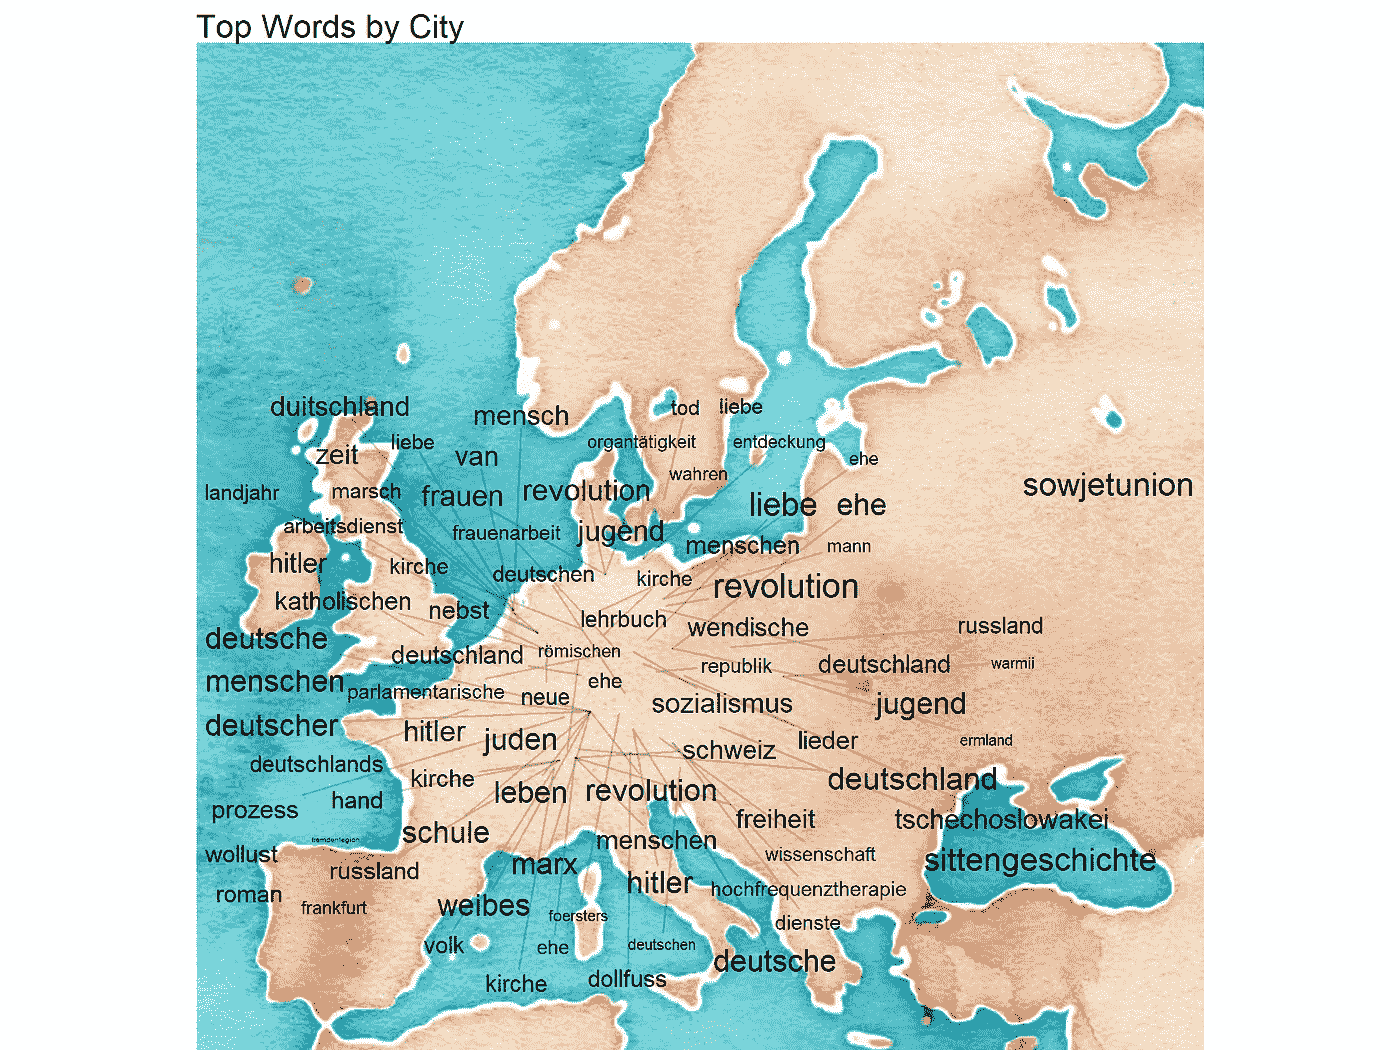 Top Words by City
duitschland mensch tod liebe
liebe organtätigkeit entdeckung
zeit van ehe
wahren
landjahr marsch frauen revolution sowjetunion
liebe ehe
arbeitsdienst frauenarbeit jugend
menschen mann
hitler kirche deutschen kirche revolution
katholischen nebst lehrbuch wendische russland
deutsche deutschland römischen republik deutschland warmii
menschen parlamentarische neue ehe sozialismus jugend
deutscher hitler juden schweiz lieder ermland
deutschlands kirche leben revolution deutschland
prozess hand freiheit tschechoslowakei
fremdenlegion schule menschen
wollust russland marx wissenschaft sittengeschichte
roman frankfurt weibes hitler hochfrequenztherapie
foersters dienste
volk ehe deutschen deutsche
kirche dollfuss